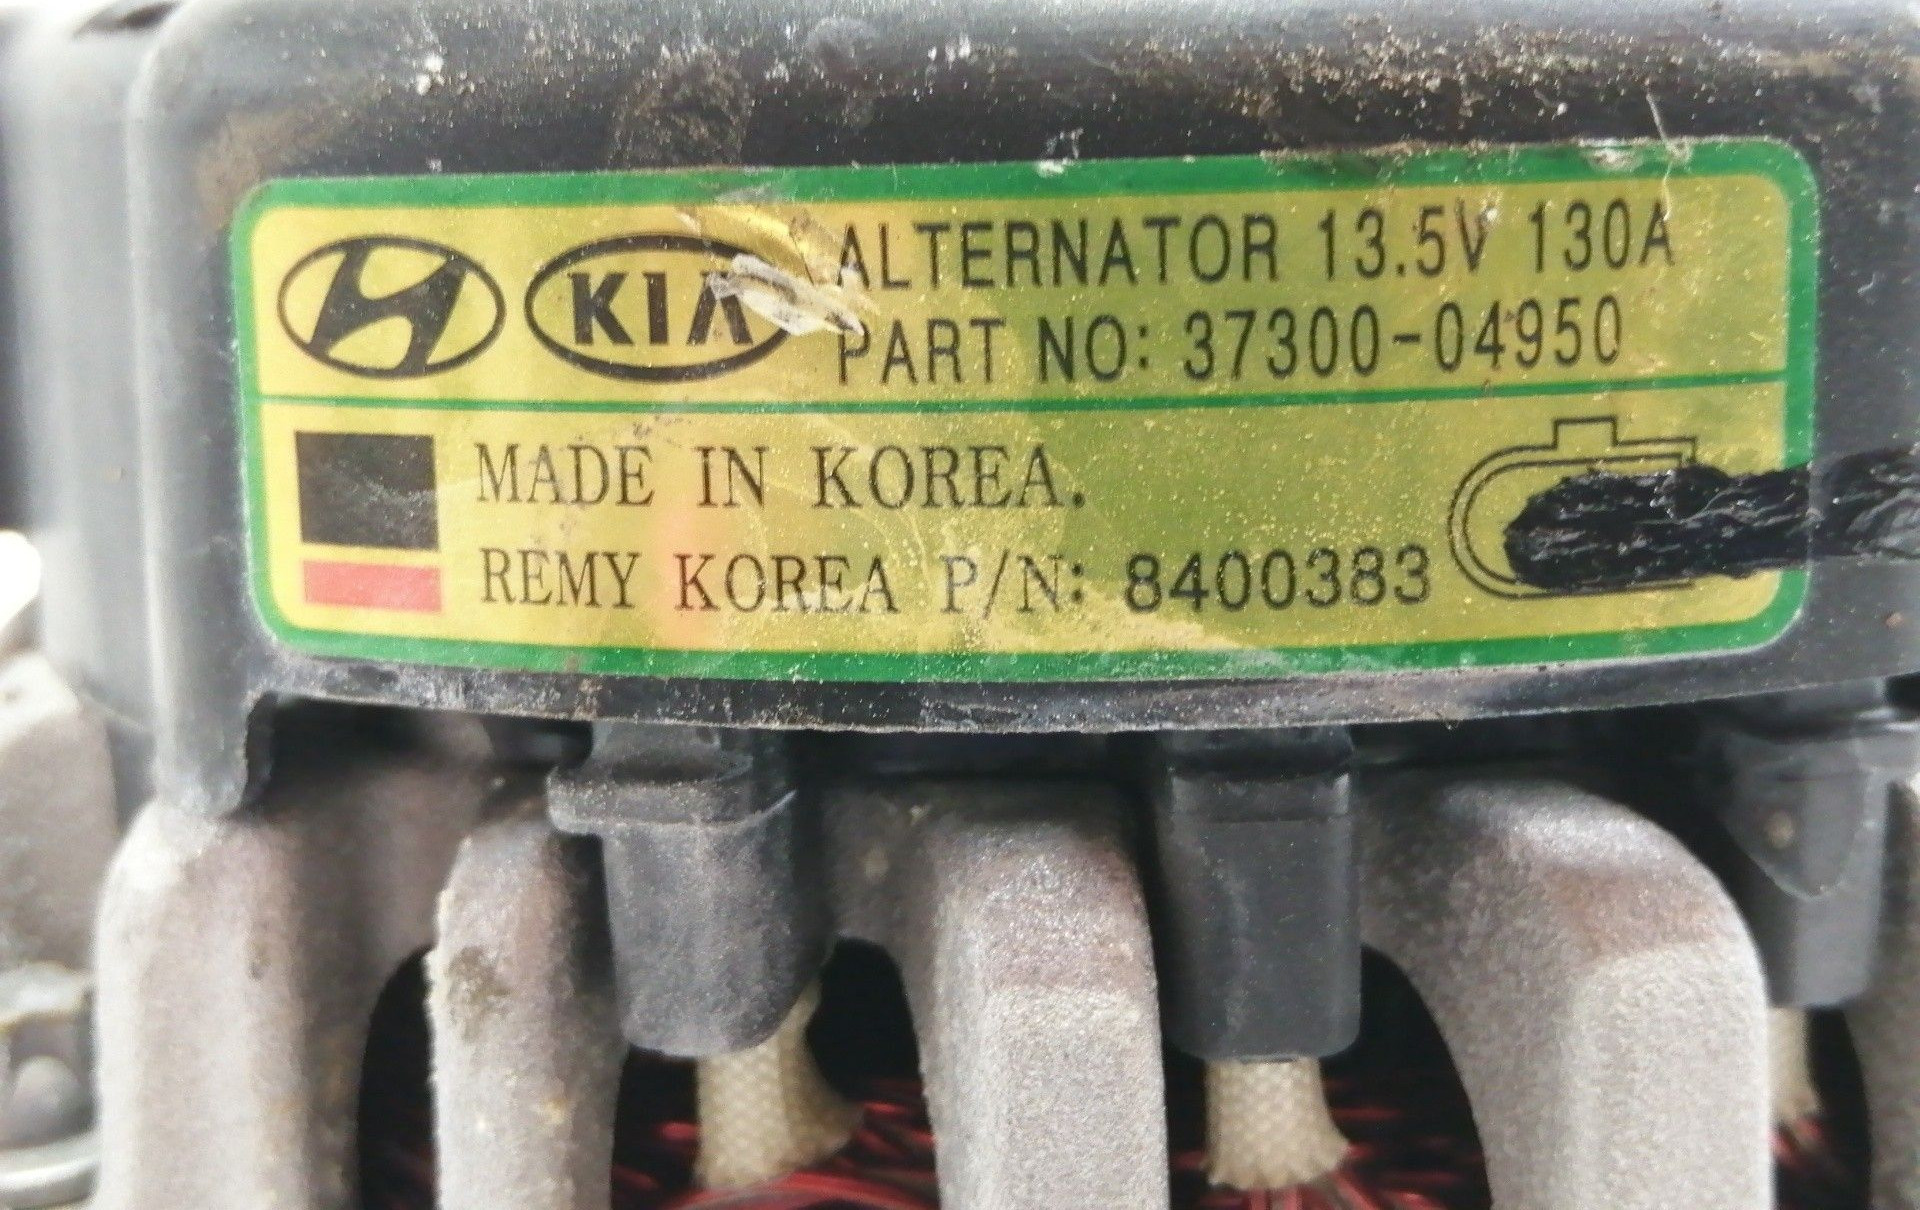 KIA ALTERNATOR 13.5V 130A
PART NO: 37300-04950
MADE IN KOREA.
REMY KOREA P/N: 8400383